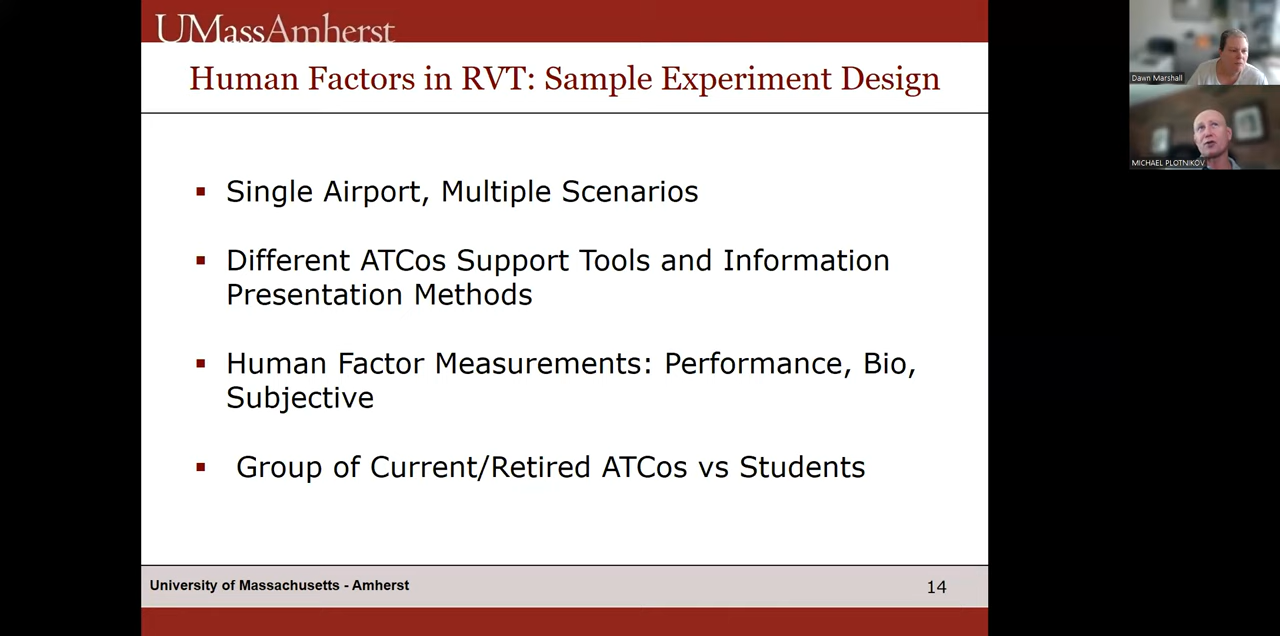 UMassAmherst
Human Factors in RVT: Sample Experiment Design
▪ Single Airport, Multiple Scenarios
▪ Different ATCos Support Tools and Information
Presentation Methods
▪ Human Factor Measurements: Performance, Bio,
Subjective
▪ Group of Current/Retired ATCos vs Students
University of Massachusetts - Amherst
14
Dawn Marshall
MICHAEL PLOTNIKOV